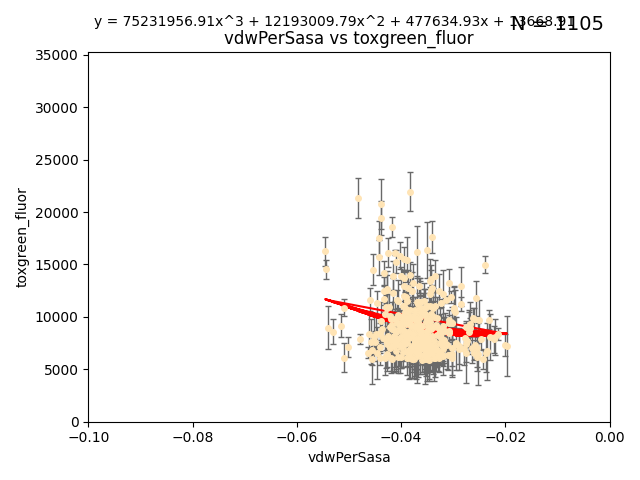 y = 75231956.91x^3 + 12193009.79x^2 + 477634.93x + 13668.91
N = 1105
vdwPerSasa vs toxgreen_fluor
35000
30000
25000
20000
15000
10000
5000
0
toxgreen_fluor
−0.10
−0.08
−0.06
−0.04
−0.02
0.00
vdwPerSasa